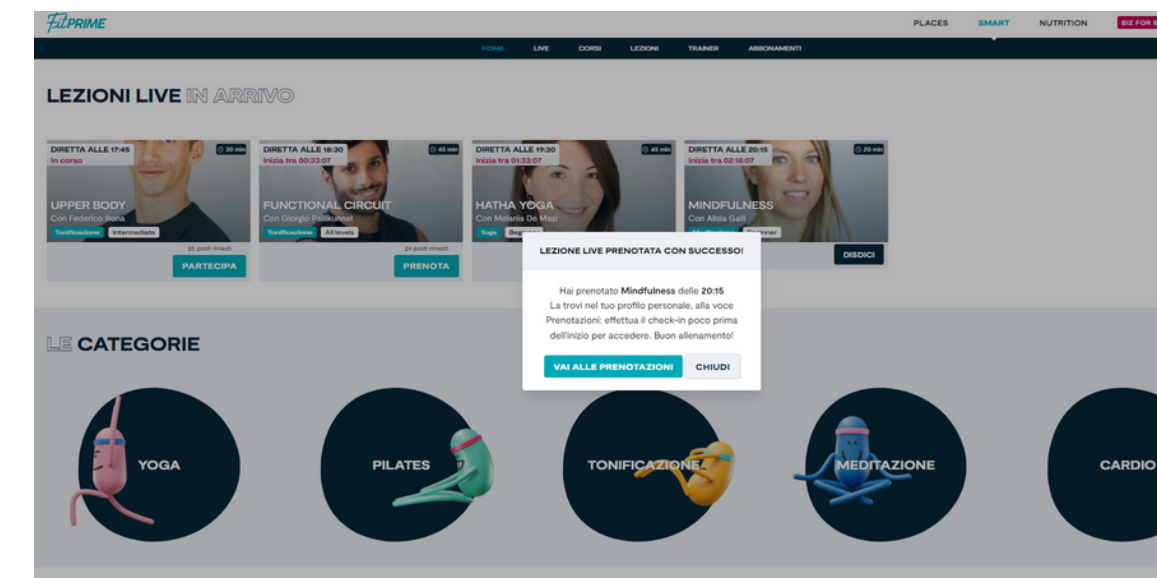 FitPRIME
PLACES
SMART
NUTRITION
BIZ FOR
HOME
LIVE
CORSI
LEZIONI
TRAINER
ABBONAMENTI
LEZIONI LIVE IN ARRIVO
DIRETTA ALLE 17:45
In corso
30 min
UPPER BODY
Con Federico Rona
Tonificazione
Intermediate
25 posti rimasti
PARTECIPA
DIRETTA ALLE 18:30
Inizia tra 00:33:07
45 min
FUNCTIONAL CIRCUIT
Con Giorgio Pallikunnel
Tonificazione
All levels
24 posti rimasti
PRENOTA
DIRETTA ALLE 19:30
Inizia tra 01:33:07
45 min
HATHA YOGA
Con Melania De Masi
Yoga
DIRETTA ALLE 20:15
Inizia tra 02:18:07
20 min
MINDFULNESS
Con Alisia Galli
DISDICI
LEZIONE LIVE PRENOTATA CON SUCCESSO!
Hai prenotato Mindfulness delle 20:15
La trovi nel tuo profilo personale, alla voce
Prenotazioni: effettua il check-in poco prima
dell'inizio per accedere. Buon allenamento!
VAI ALLE PRENOTAZIONI
CHIUDI
LE CATEGORIE
YOGA
PILATES
TONIFICAZIONE
MEDITAZIONE
CARDIO